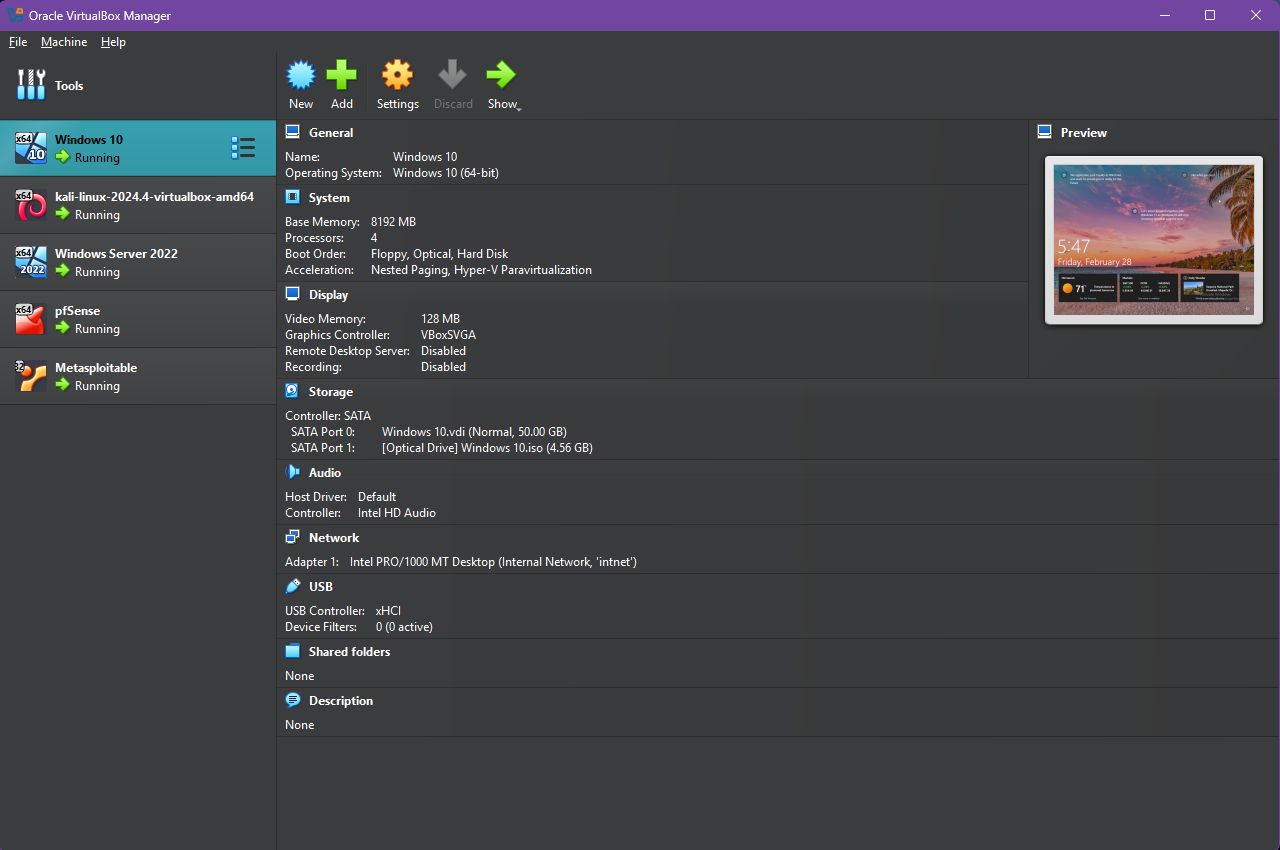 Oracle VirtualBox Manager
File Machine Help
Tools
New Add Settings Discard Show
x64 10 Windows 10
Running
x64 kali-linux-2024.4-virtualbox-amd64
Running
x64 2022 Windows Server 2022
Running
x64 pfSense
Running
Metasploitable
Running
General
Name: Windows 10
Operating System: Windows 10 (64-bit)
System
Base Memory: 8192 MB
Processors: 4
Boot Order: Floppy, Optical, Hard Disk
Acceleration: Nested Paging, Hyper-V Paravirtualization
Display
Video Memory: 128 MB
Graphics Controller: VBoxSVGA
Remote Desktop Server: Disabled
Recording: Disabled
Storage
Controller: SATA
SATA Port 0: Windows 10.vdi (Normal, 50.00 GB)
SATA Port 1: [Optical Drive] Windows 10.iso (4.56 GB)
Audio
Host Driver: Default
Controller: Intel HD Audio
Network
Adapter 1: Intel PRO/1000 MT Desktop (Internal Network, 'intnet')
USB
USB Controller: xHCI
Device Filters: 0 (0 active)
Shared folders
None
Description
None
Preview
5:47
Friday, February 28
71°